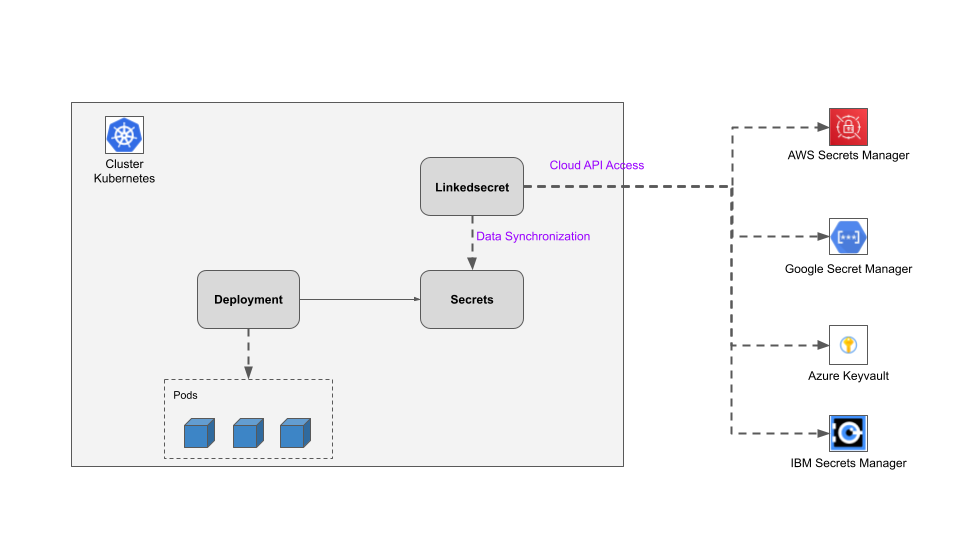 Cluster
Kubernetes
Linkedsecret
Cloud API Access
Data Synchronization
Deployment
Secrets
Pods
AWS Secrets Manager
Google Secret Manager
Azure Keyvault
IBM Secrets Manager